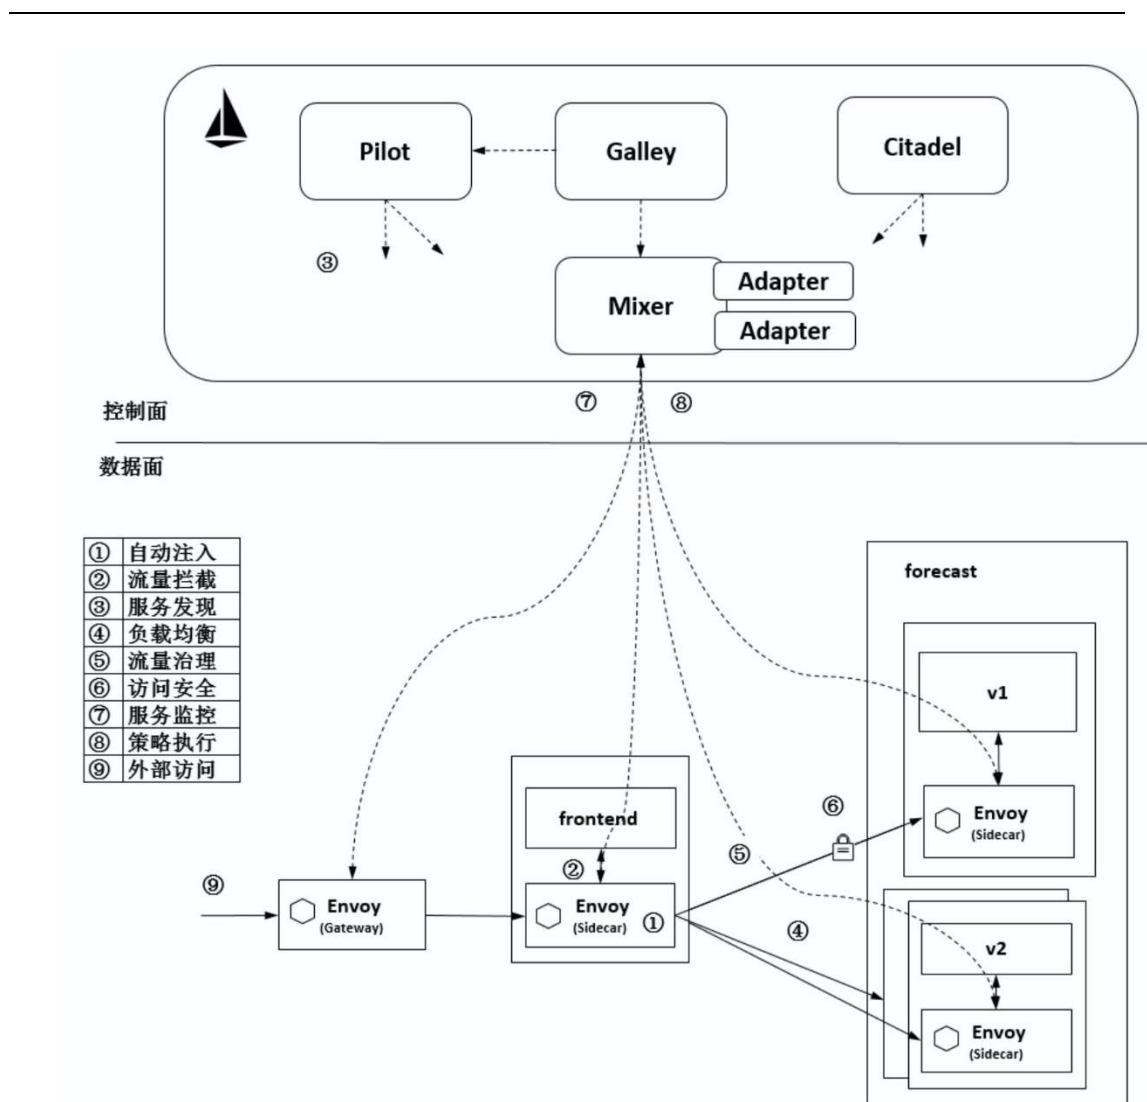 Pilot
Galley
Citadel
③
Mixer
Adapter
Adapter
⑦
⑧
控制面
数据面
① 自动注入
② 流量拦截
③ 服务发现
④ 负载均衡
⑤ 流量治理
⑥ 访问安全
⑦ 服务监控
⑧ 策略执行
⑨ 外部访问
forecast
v1
Envoy
(Sidecar)
⑥
frontend
②
⑤
⑨
Envoy
(Gateway)
Envoy
(Sidecar)
①
④
v2
Envoy
(Sidecar)